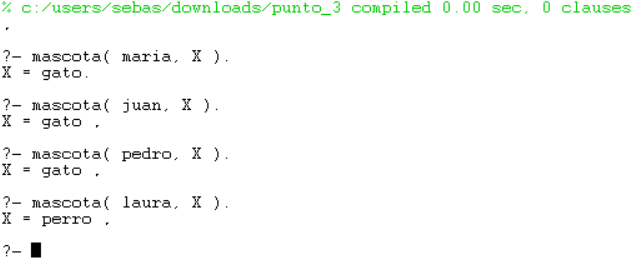 % c:/users/sebas/downloads/punto_3 compiled 0.00 sec, 0 clauses
,
?- mascota( maria, X ).
X = gato.
?- mascota( juan, X ).
X = gato ,
?- mascota( pedro, X ).
X = gato ,
?- mascota( laura, X ).
X = perro ,
?-